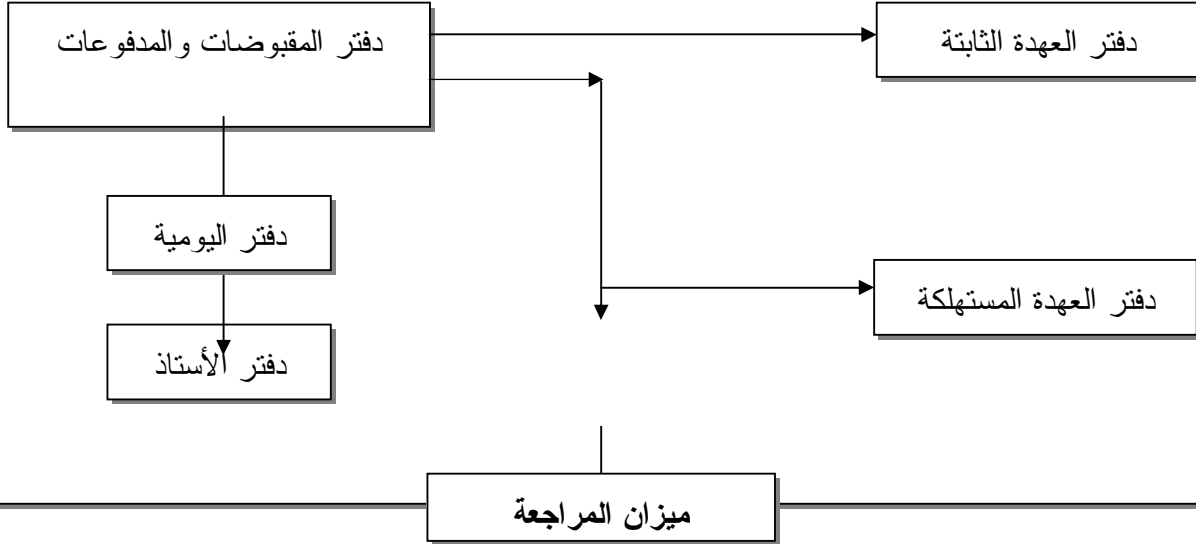 دفتر المقبوضات والمدفوعات
دفتر العهدة الثابتة
دفتر اليومية
دفتر العهدة المستهلكة
دفتر الأستاذ
ميزان المراجعة